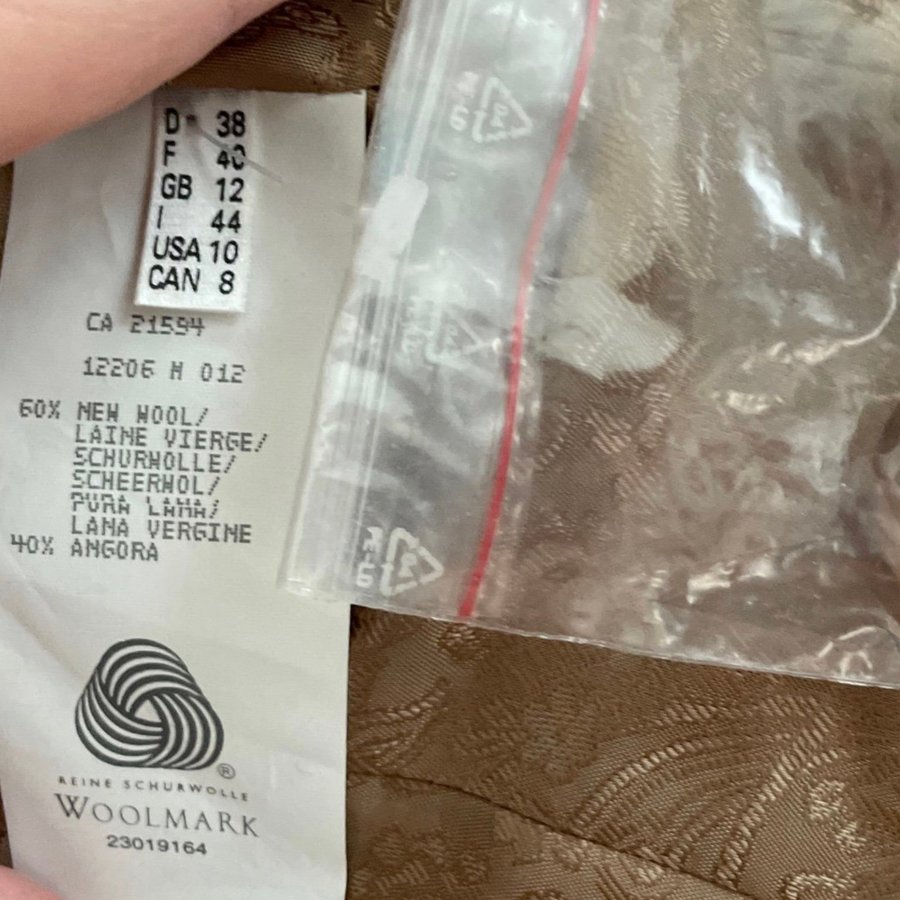 D 38
F 40
GB 12
I 44
USA 10
CAN 8
CA 21594
12206 M 012
60% NEW WOOL/
LAINE VIERGE/
SCHURWOLLE/
SCHEERWOL/
PURA LANA/
LANA VERGINE
40% ANGORA
®
REINE SCHURWOLLE
WOOLMARK
23019164